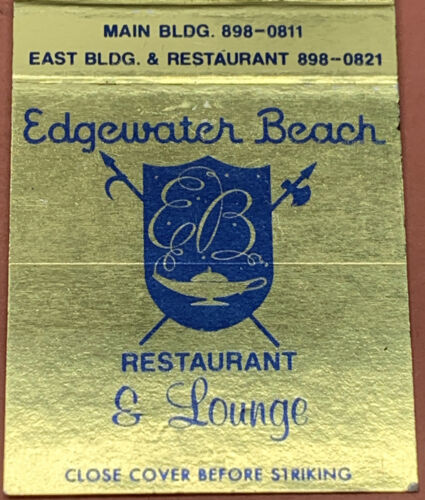 MAIN BLDG. 898-0811
EAST BLDG. & RESTAURANT 898-0821
Edgewater Beach
EB
RESTAURANT
& Lounge
CLOSE COVER BEFORE STRIKING